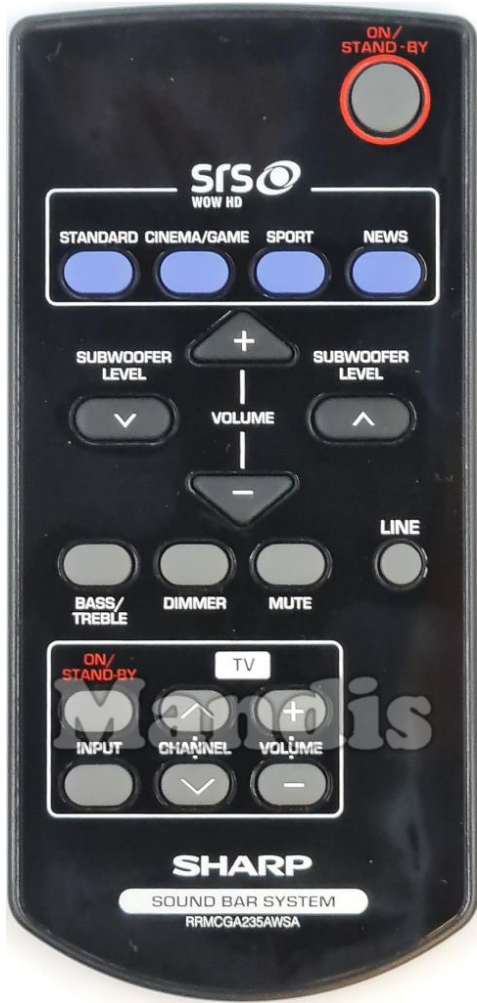 ON/
STAND-BY
SrS
WOW HD
STANDARD CINEMA/GAME SPORT NEWS
SUBWOOFER
LEVEL
+
SUBWOOFER
LEVEL
VOLUME
−
LINE
BASS/
TREBLE
DIMMER
MUTE
ON/
STAND-BY
TV
Mandis
+
INPUT
CHANNEL
VOLUME
−
SHARP
SOUND BAR SYSTEM
RRMCGA235AWSA